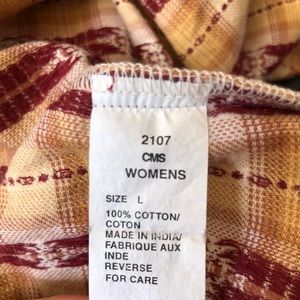 2107
CMS
WOMENS
SIZE L
100% COTTON/
COTON
MADE IN INDIA/
FABRIQUE AUX
INDE
REVERSE
FOR CARE